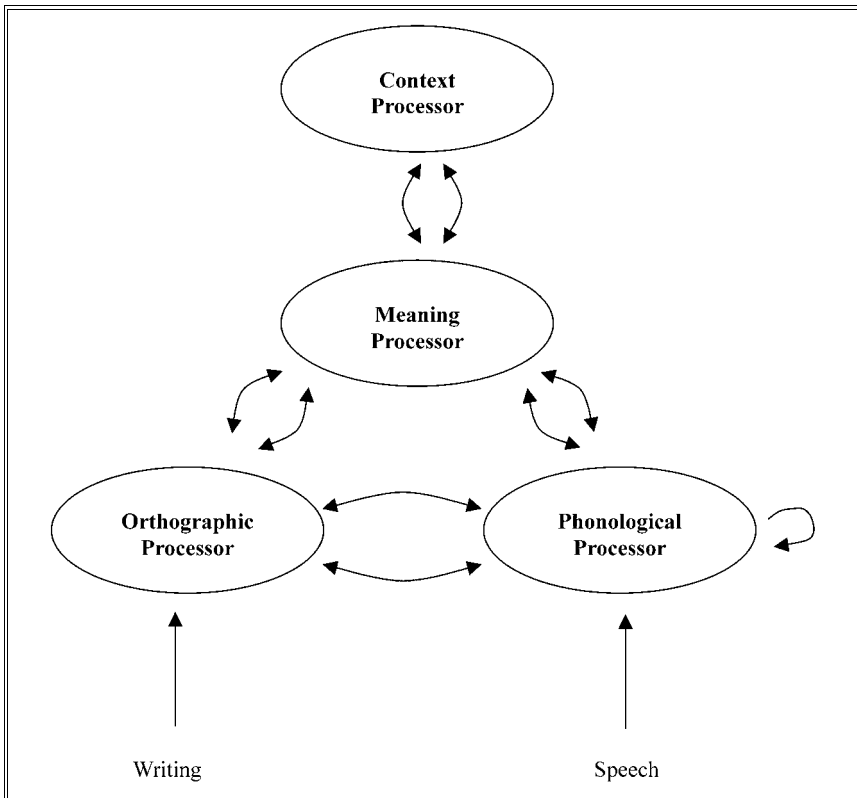 Context
Processor
Meaning
Processor
Orthographic
Processor
Phonological
Processor
Writing
Speech